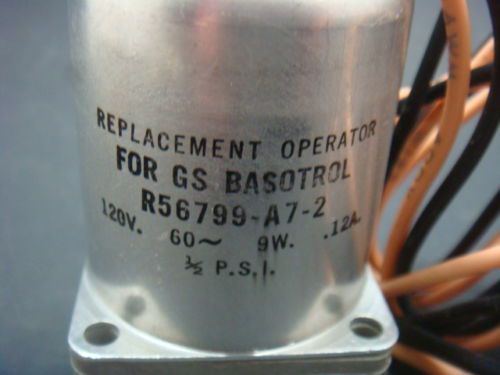 REPLACEMENT OPERATOR
FOR GS BASOTROL
R56799-A7-2
120V. 60~ 9W. .12A.
½ P.S.I.